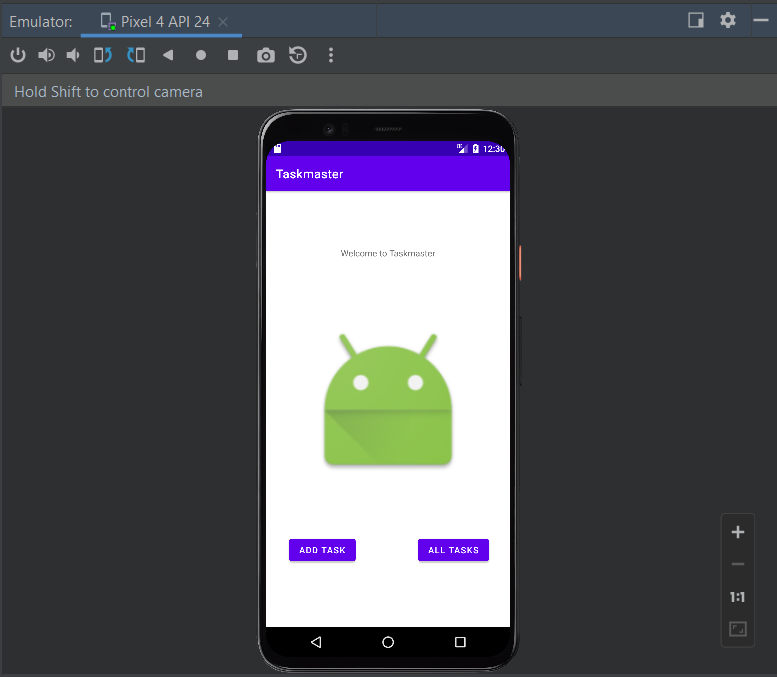 Emulator: Pixel 4 API 24
Hold Shift to control camera
12:36
Taskmaster
Welcome to Taskmaster
ADD TASK
ALL TASKS
1:1